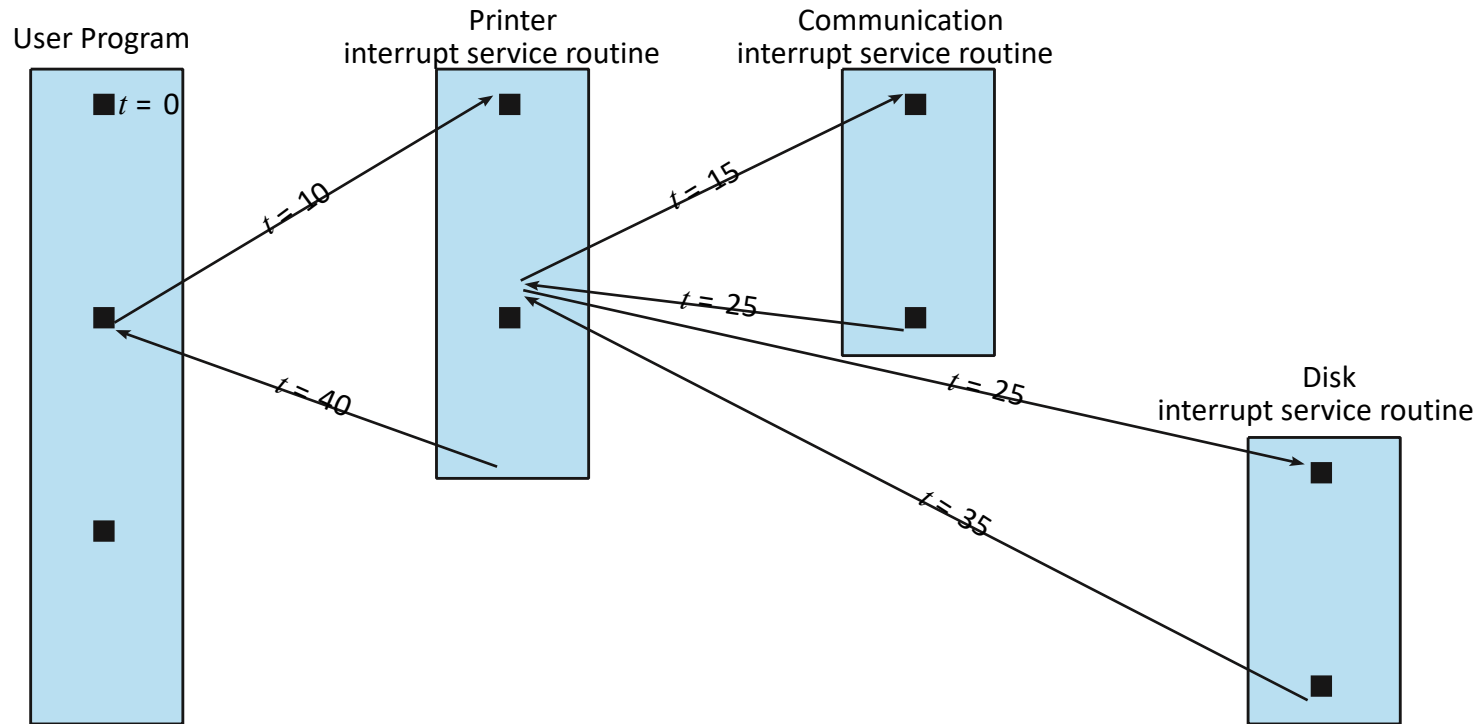 User Program
Printer
interrupt service routine
Communication
interrupt service routine
t = 0
t = 10
t = 15
t = 25
t = 25
t = 40
Disk
interrupt service routine
t = 35